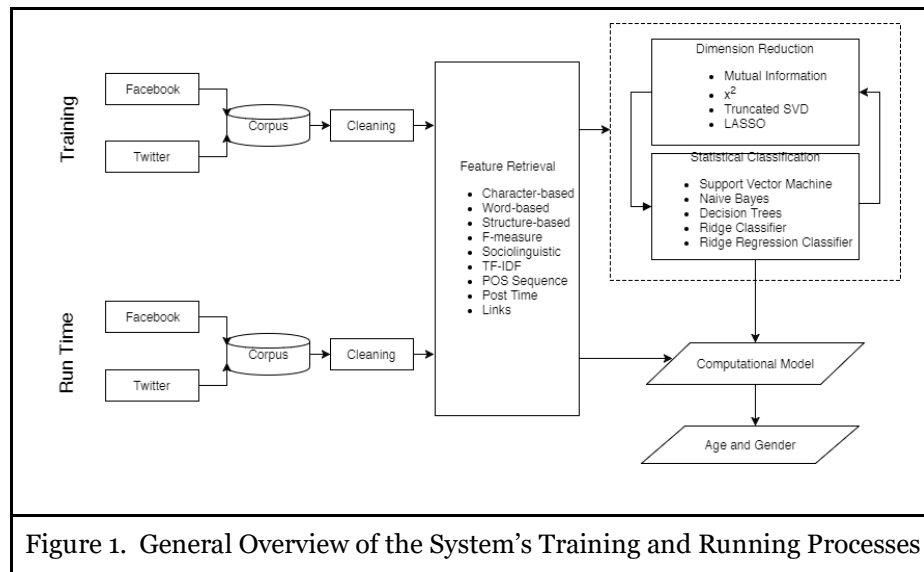 Training
Facebook
Twitter
Corpus
Cleaning
Run Time
Facebook
Twitter
Corpus
Cleaning
Feature Retrieval
• Character-based
• Word-based
• Structure-based
• F-measure
• Sociolinguistic
• TF-IDF
• POS Sequence
• Post Time
• Links
Dimension Reduction
• Mutual Information
• x²
• Truncated SVD
• LASSO
Statistical Classification
• Support Vector Machine
• Naive Bayes
• Decision Trees
• Ridge Classifier
• Ridge Regression Classifier
Computational Model
Age and Gender
Figure 1. General Overview of the System’s Training and Running Processes